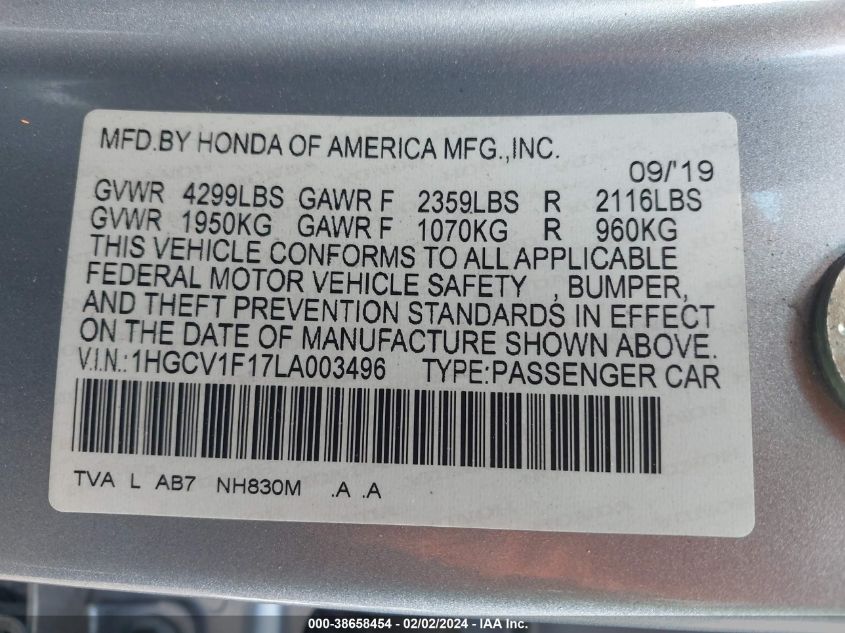 MFD.BY HONDA OF AMERICA MFG.,INC.
09/'19
GVWR 4299LBS GAWR F 2359LBS R 2116LBS
GVWR 1950KG GAWR F 1070KG R 960KG
THIS VEHICLE CONFORMS TO ALL APPLICABLE
FEDERAL MOTOR VEHICLE SAFETY , BUMPER,
AND THEFT PREVENTION STANDARDS IN EFFECT
ON THE DATE OF MANUFACTURE SHOWN ABOVE.
V.I.N.:1HGCV1F17LA003496 TYPE:PASSENGER CAR
TVA L AB7 NH830M .A .A
000-38658454 - 02/02/2024 - IAA Inc.